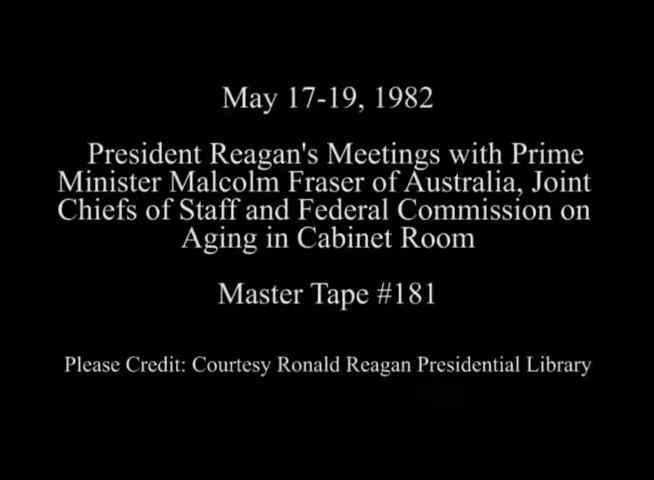 May 17-19, 1982
President Reagan's Meetings with Prime
Minister Malcolm Fraser of Australia, Joint
Chiefs of Staff and Federal Commission on
Aging in Cabinet Room
Master Tape #181
Please Credit: Courtesy Ronald Reagan Presidential Library